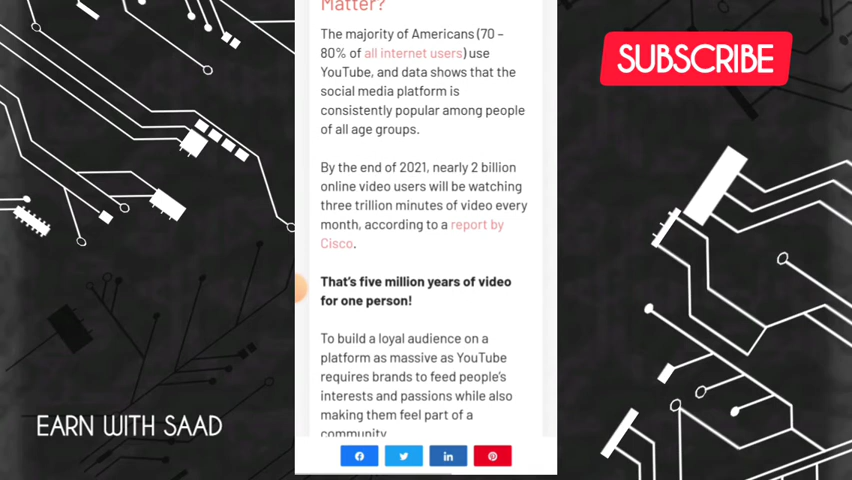 Matter?
The majority of Americans (70 –
80% of all internet users) use
YouTube, and data shows that the
social media platform is
consistently popular among people
of all age groups.
By the end of 2021, nearly 2 billion
online video users will be watching
three trillion minutes of video every
month, according to a report by
Cisco.
That's five million years of video
for one person!
To build a loyal audience on a
platform as massive as YouTube
requires brands to feed people's
interests and passions while also
making them feel part of a
community
SUBSCRIBE
EARN WITH SAAD